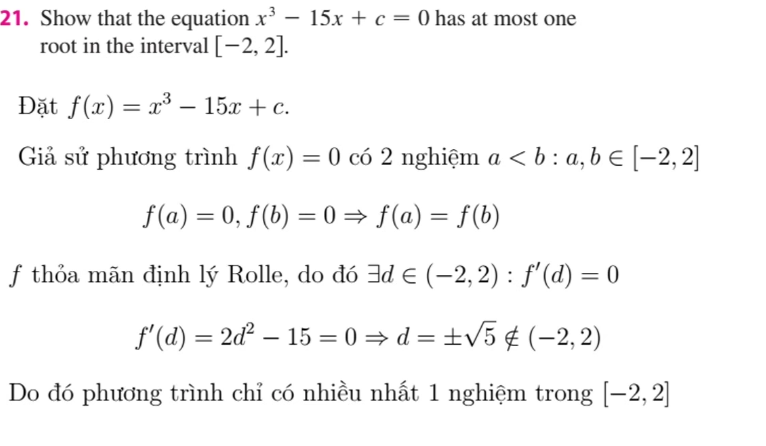 21. Show that the equation x³ − 15x + c = 0 has at most one
root in the interval [−2, 2].
Đặt f(x) = x³ − 15x + c.
Giả sử phương trình f(x) = 0 có 2 nghiệm a < b : a, b ∈ [−2, 2]
f(a) = 0, f(b) = 0 ⇒ f(a) = f(b)
f thỏa mãn định lý Rolle, do đó ∃d ∈ (−2, 2) : f′(d) = 0
f′(d) = 2d² − 15 = 0 ⇒ d = ±√5 ∉ (−2, 2)
Do đó phương trình chỉ có nhiều nhất 1 nghiệm trong [−2, 2]